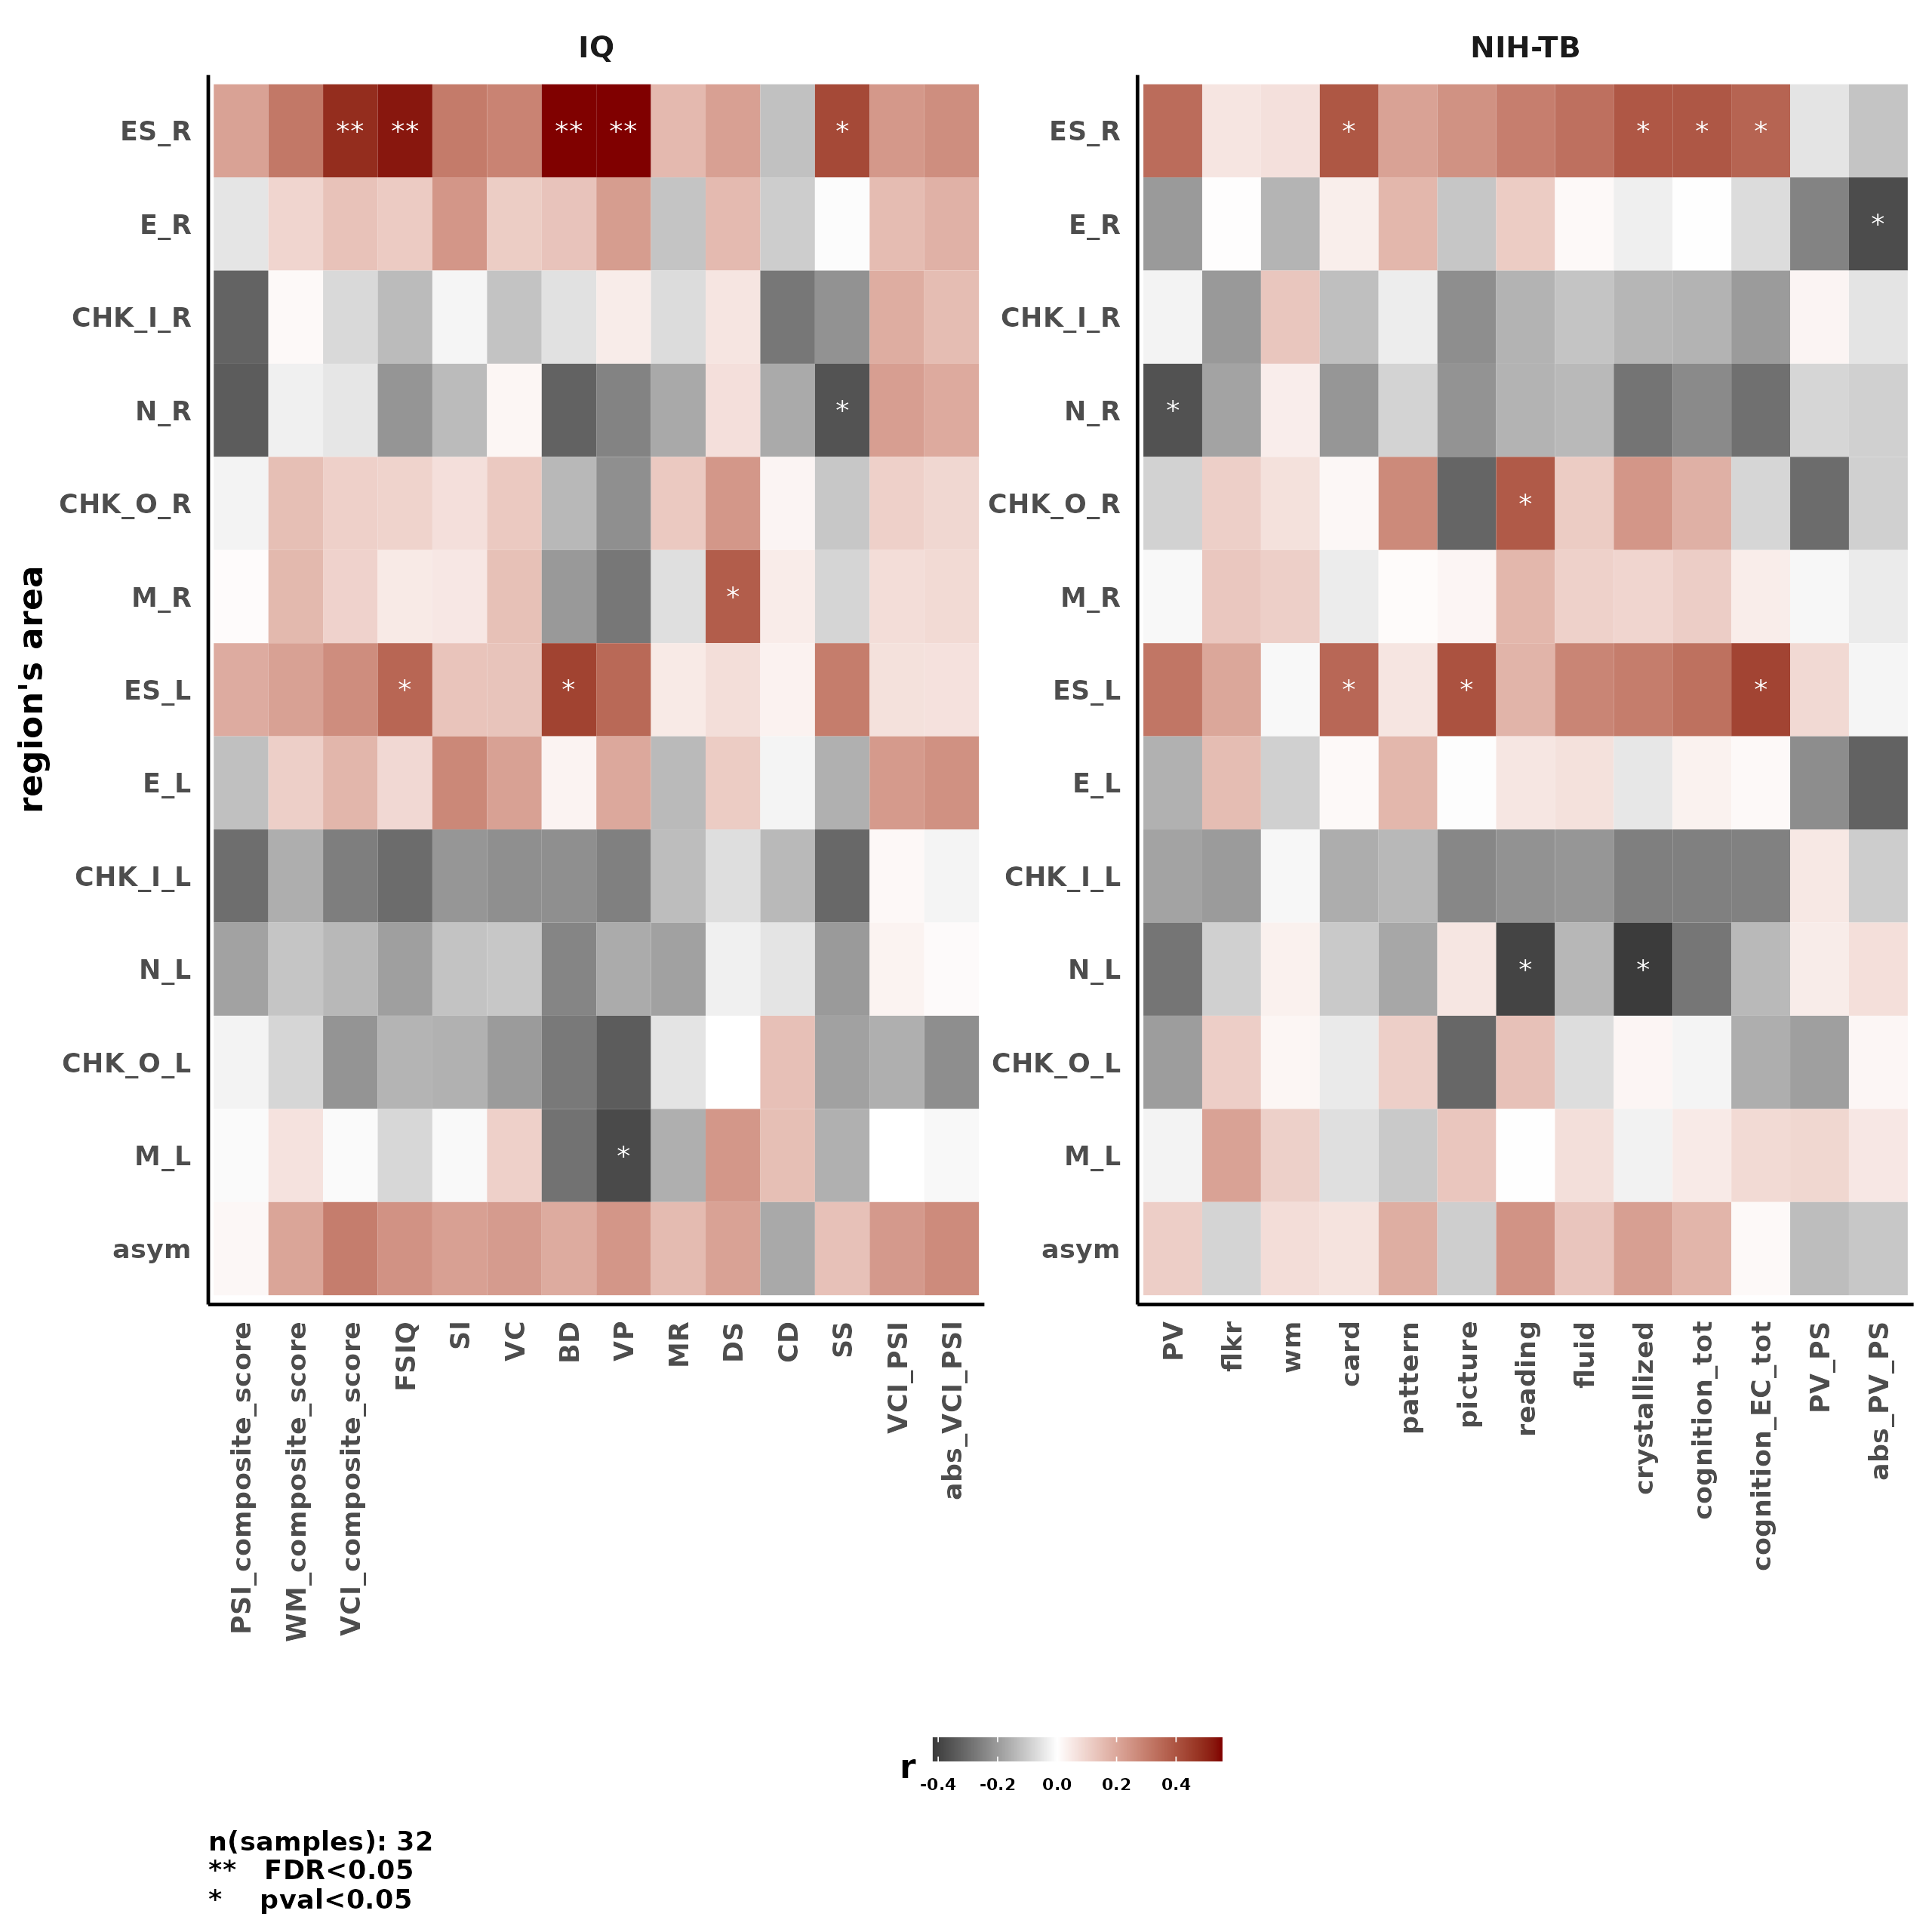 IQ
NIH-TB
region's area
ES_R ** ** ** ** *
E_R
CHK_I_R
N_R *
CHK_O_R
M_R *
ES_L * *
E_L
CHK_I_L
N_L
CHK_O_L
M_L *
asym
PSI_composite_score
WM_composite_score
VCI_composite_score
FSIQ
SI
VC
BD
VP
MR
DS
CD
SS
VCI_PSI
abs_VCI_PSI
ES_R * * * *
E_R *
CHK_I_R
N_R *
CHK_O_R *
M_R
ES_L * * *
E_L
CHK_I_L
N_L * *
CHK_O_L
M_L
asym
PV
flkr
wm
card
pattern
picture
reading
fluid
crystallized
cognition_tot
cognition_EC_tot
PV_PS
abs_PV_PS
r
-0.4 -0.2 0.0 0.2 0.4
n(samples): 32
** FDR<0.05
* pval<0.05